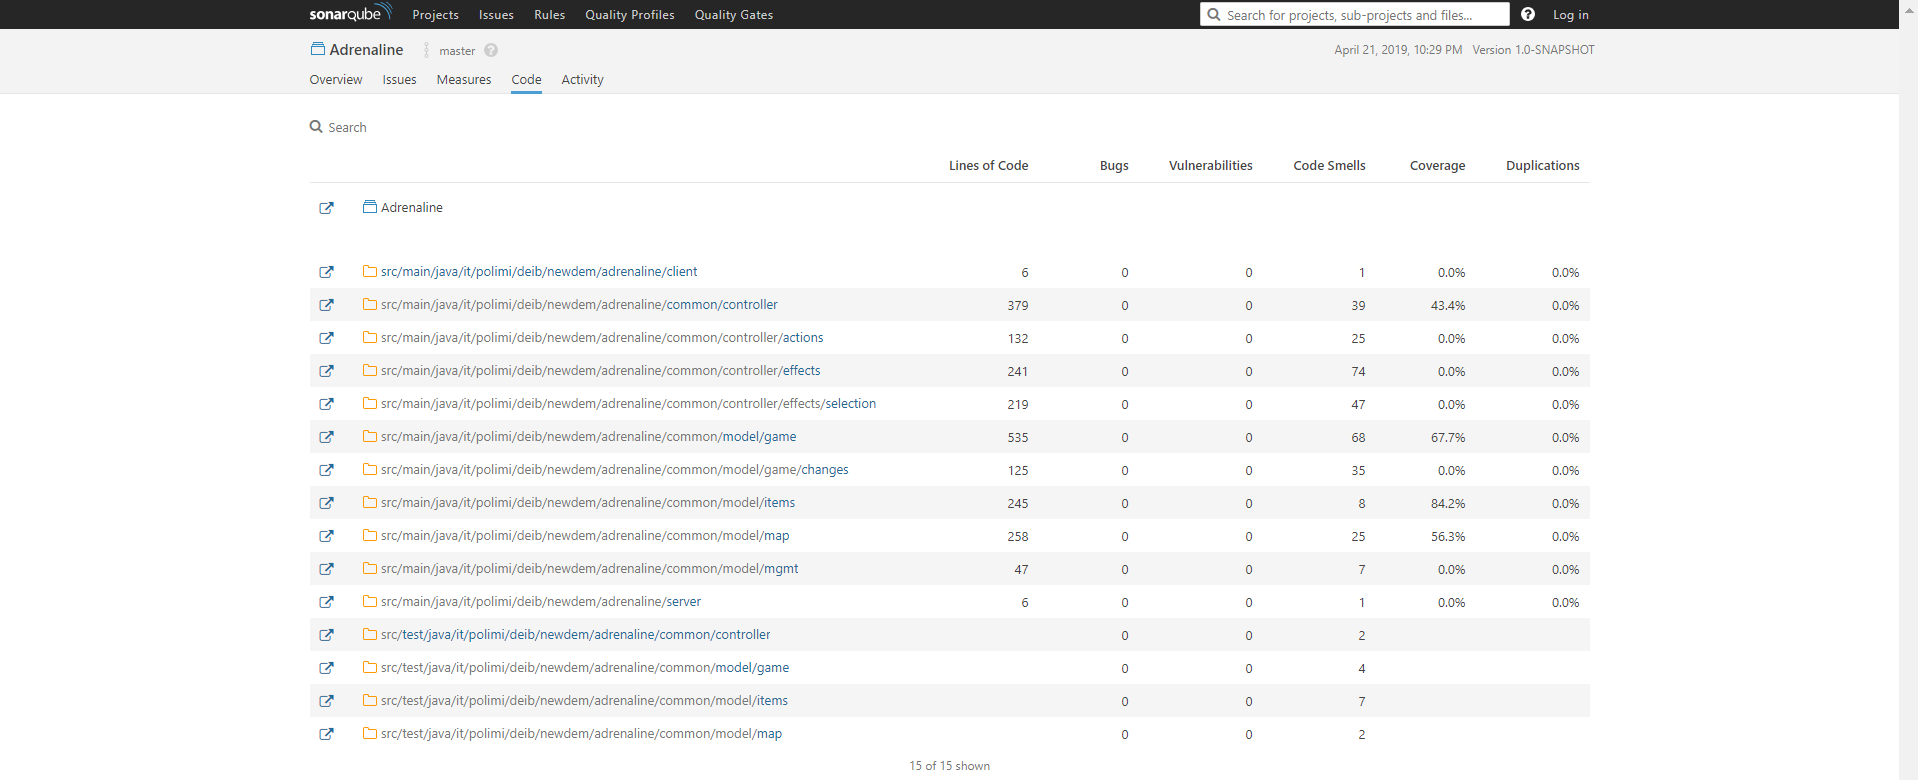 sonarqube Projects Issues Rules Quality Profiles Quality Gates Search for projects, sub-projects and files... ? Log in
Adrenaline master ? April 21, 2019, 10:29 PM Version 1.0-SNAPSHOT
Overview Issues Measures Code Activity
Search
Lines of Code Bugs Vulnerabilities Code Smells Coverage Duplications
Adrenaline
src/main/java/it/polimi/deib/newdem/adrenaline/client 6 0 0 1 0.0% 0.0%
src/main/java/it/polimi/deib/newdem/adrenaline/common/controller 379 0 0 39 43.4% 0.0%
src/main/java/it/polimi/deib/newdem/adrenaline/common/controller/actions 132 0 0 25 0.0% 0.0%
src/main/java/it/polimi/deib/newdem/adrenaline/common/controller/effects 241 0 0 74 0.0% 0.0%
src/main/java/it/polimi/deib/newdem/adrenaline/common/controller/effects/selection 219 0 0 47 0.0% 0.0%
src/main/java/it/polimi/deib/newdem/adrenaline/common/model/game 535 0 0 68 67.7% 0.0%
src/main/java/it/polimi/deib/newdem/adrenaline/common/model/game/changes 125 0 0 35 0.0% 0.0%
src/main/java/it/polimi/deib/newdem/adrenaline/common/model/items 245 0 0 8 84.2% 0.0%
src/main/java/it/polimi/deib/newdem/adrenaline/common/model/map 258 0 0 25 56.3% 0.0%
src/main/java/it/polimi/deib/newdem/adrenaline/common/model/mgmt 47 0 0 7 0.0% 0.0%
src/main/java/it/polimi/deib/newdem/adrenaline/server 6 0 0 1 0.0% 0.0%
src/test/java/it/polimi/deib/newdem/adrenaline/common/controller 0 0 2
src/test/java/it/polimi/deib/newdem/adrenaline/common/model/game 0 0 4
src/test/java/it/polimi/deib/newdem/adrenaline/common/model/items 0 0 7
src/test/java/it/polimi/deib/newdem/adrenaline/common/model/map 0 0 2
15 of 15 shown